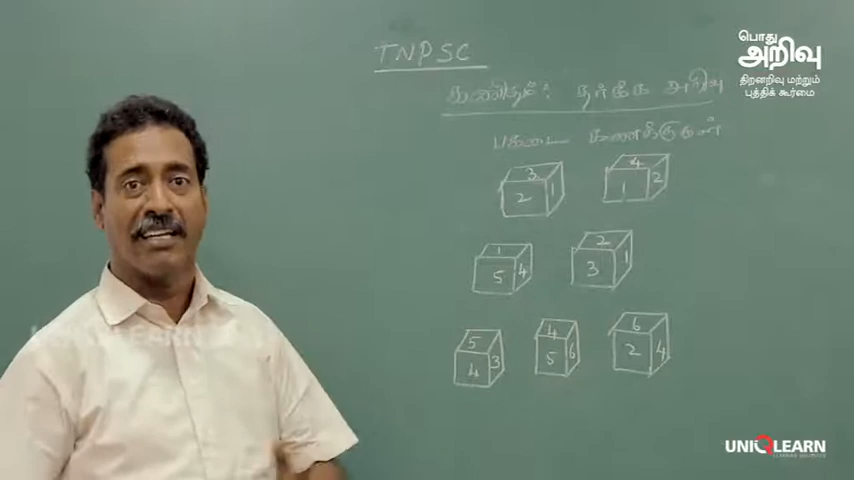 TNPSC
பொது
அறிவு
திறனறிவு மற்றும்
புத்திக் கூர்மை
கணிதம்: தர்க்க அறிவு
பகடை கணக்குகள்
3 2 1
4 1 2
1 5 4
2 3 1
5 4 3
4 5 6
6 2 4
UNIQLEARN